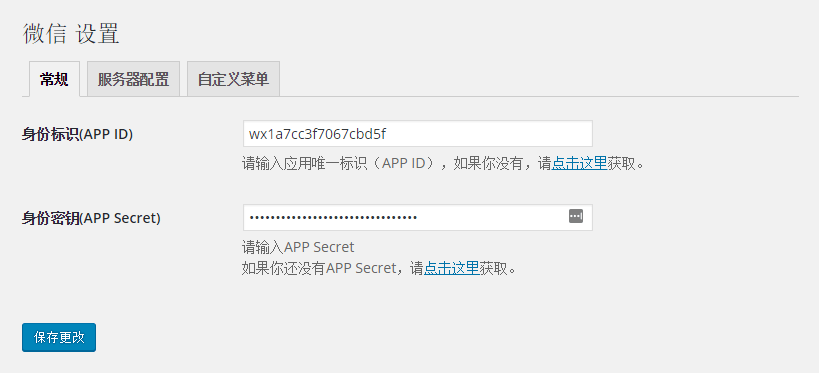 微信 设置
常规 服务器配置 自定义菜单
身份标识(APP ID) wx1a7cc3f7067cbd5f
请输入应用唯一标识（APP ID），如果你没有，请点击这里获取。
身份密钥(APP Secret) ••••••••••••••••••••••••••••••••
请输入APP Secret
如果你还没有APP Secret，请点击这里获取。
保存更改